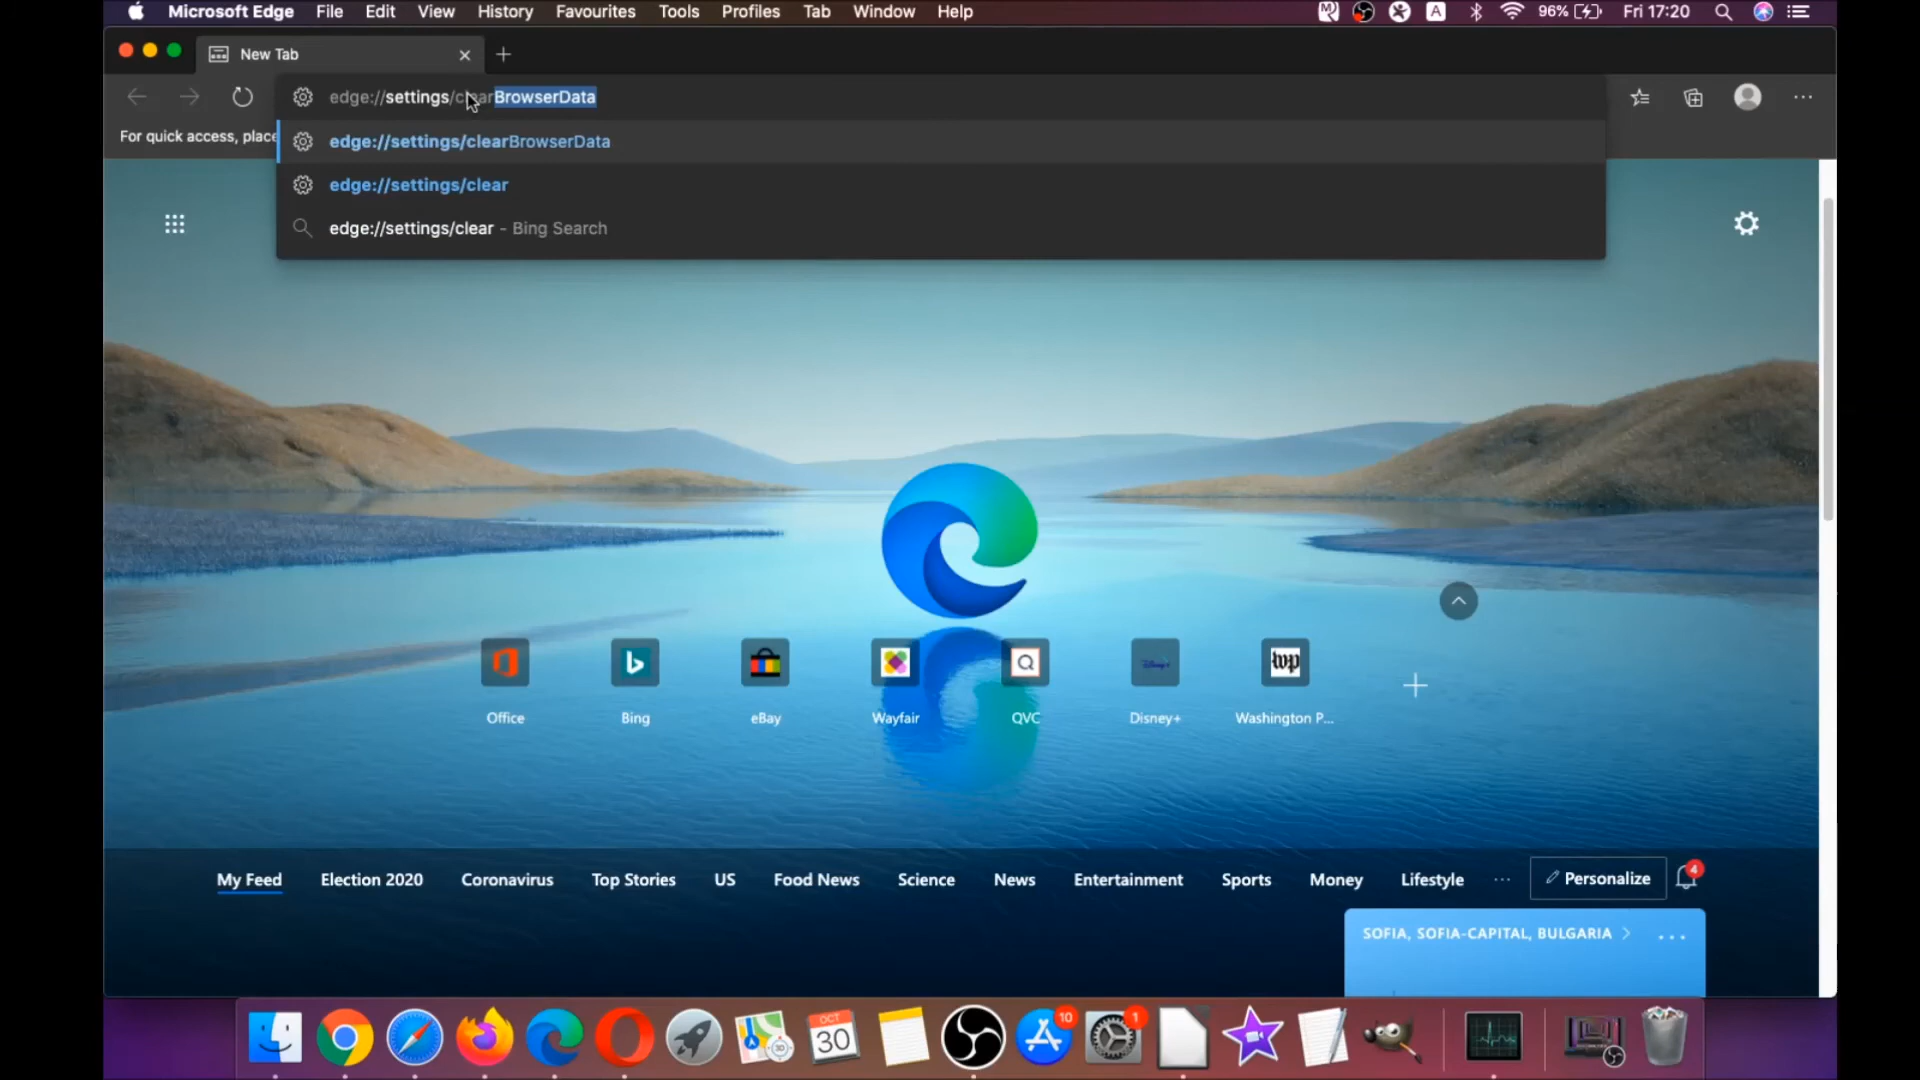 Microsoft Edge File Edit View History Favourites Tools Profiles Tab Window Help A 96% Fri 17:20
New Tab
edge://settings/clearBrowserData
For quick access, place
edge://settings/clearBrowserData
edge://settings/clear
edge://settings/clear - Bing Search
Office Bing eBay Wayfair QVC Disney+ Washington P...
My Feed Election 2020 Coronavirus Top Stories US Food News Science News Entertainment Sports Money Lifestyle ... Personalize 4
SOFIA, SOFIA-CAPITAL, BULGARIA > ...
OCT 30 10 1